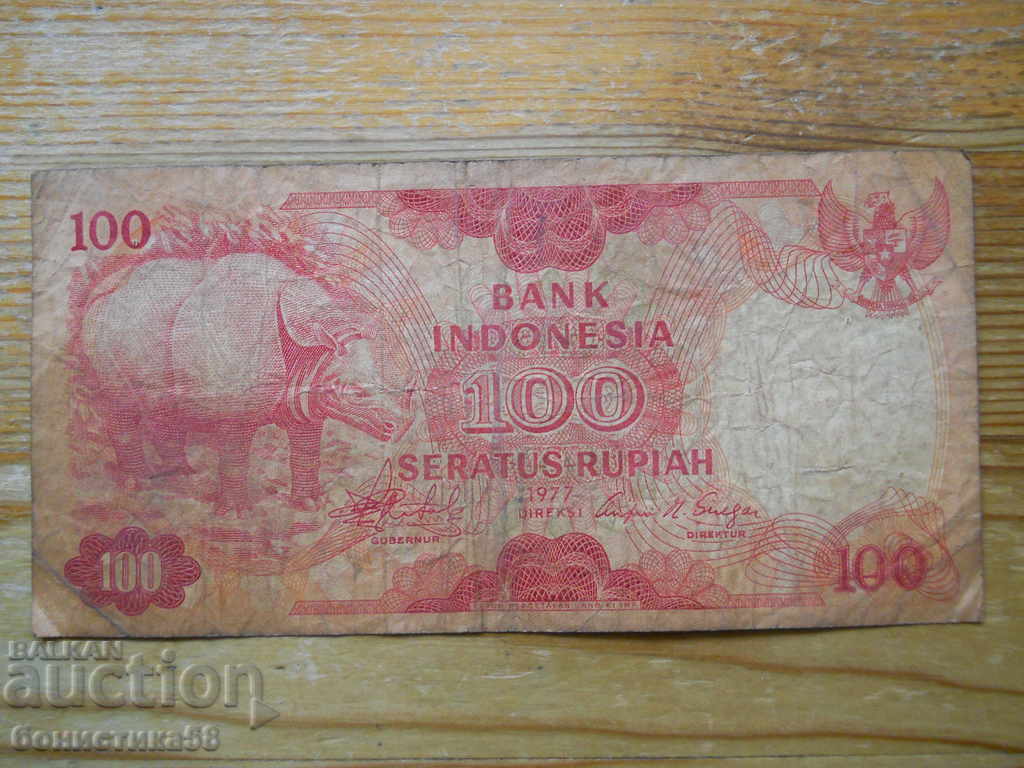 100
BANK
INDONESIA
100
SERATUS RUPIAH
1977
DIREKSI
GUBERNUR
DIREKTUR
100
100
BALKAN
auction
бонистика58